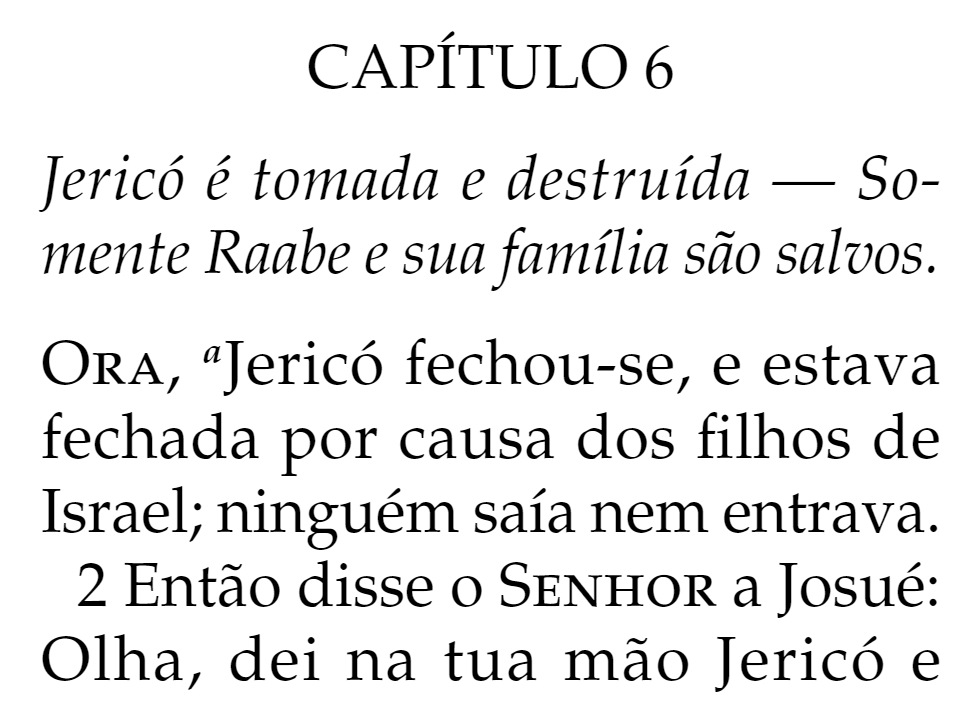 CAPÍTULO 6
Jericó é tomada e destruída — So-
mente Raabe e sua família são salvos.
ORA, ᵃJericó fechou-se, e estava
fechada por causa dos filhos de
Israel; ninguém saía nem entrava.
2 Então disse o SENHOR a Josué:
Olha, dei na tua mão Jericó e